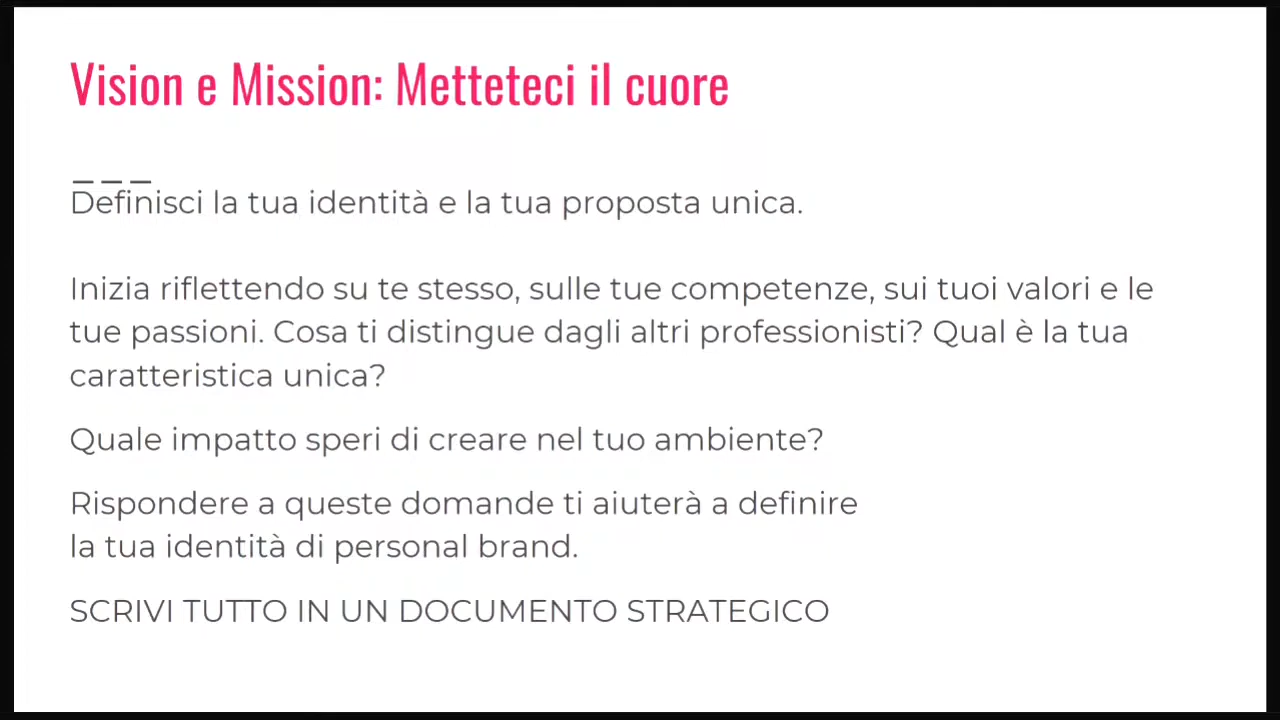 Vision e Mission: Metteteci il cuore
Definisci la tua identità e la tua proposta unica.
Inizia riflettendo su te stesso, sulle tue competenze, sui tuoi valori e le
tue passioni. Cosa ti distingue dagli altri professionisti? Qual è la tua
caratteristica unica?
Quale impatto speri di creare nel tuo ambiente?
Rispondere a queste domande ti aiuterà a definire
la tua identità di personal brand.
SCRIVI TUTTO IN UN DOCUMENTO STRATEGICO